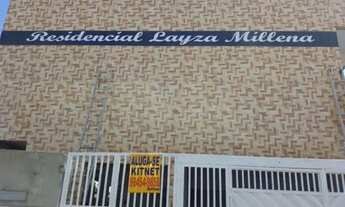 Residencial Layza Millena
ALUGA-SE
KITNET